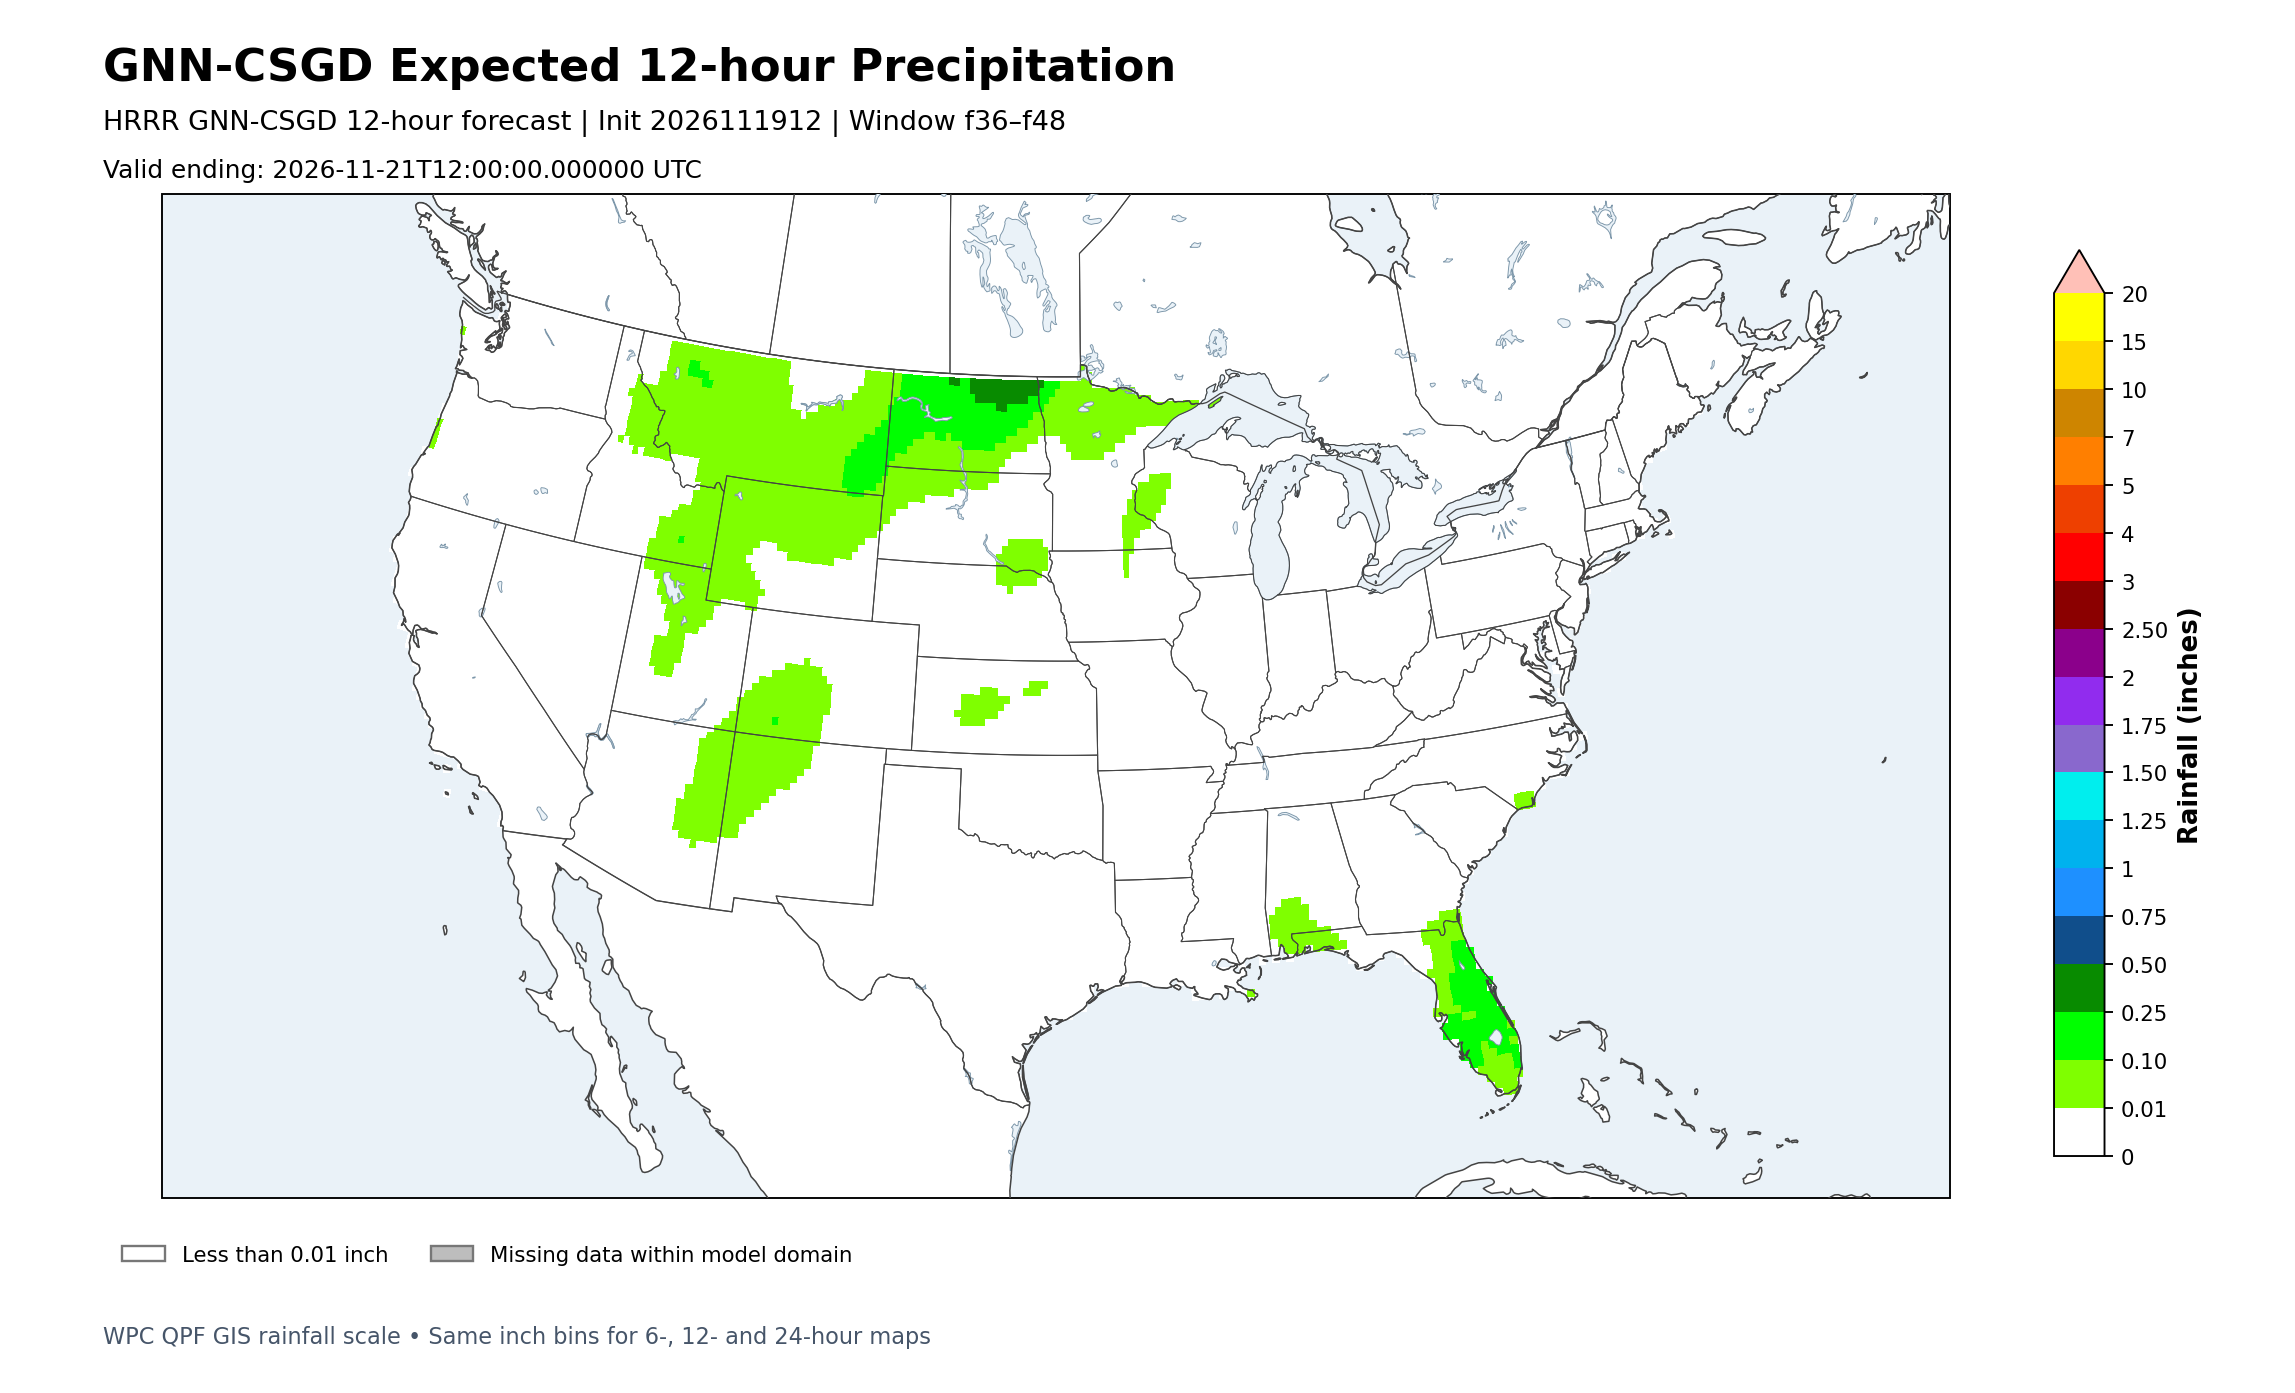 GNN-CSGD Expected 12-hour Precipitation
HRRR GNN-CSGD 12-hour forecast | Init 2026111912 | Window f36–f48
Valid ending: 2026-11-21T12:00:00.000000 UTC
20
15
10
7
5
4
3
2.50
2
1.75
1.50
1.25
1
0.75
0.50
0.25
0.10
0.01
0
Rainfall (inches)
Less than 0.01 inch
Missing data within model domain
WPC QPF GIS rainfall scale • Same inch bins for 6-, 12- and 24-hour maps